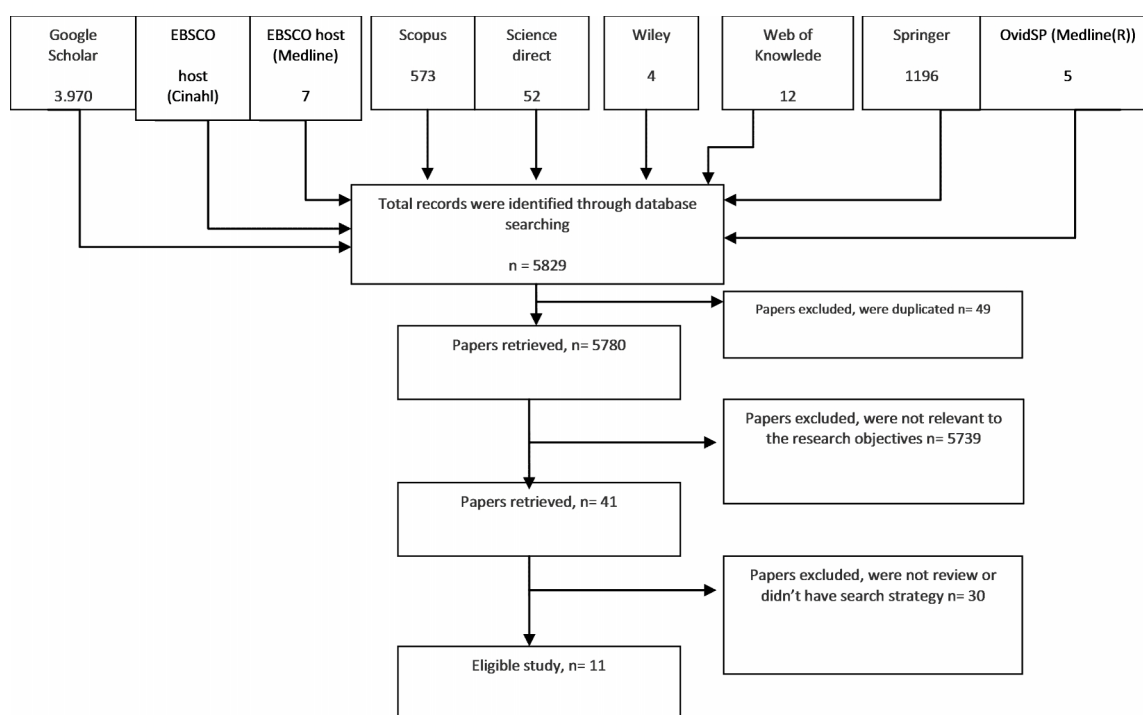 Google
Scholar
3.970
EBSCO
host
(Cinahl)
EBSCO host
(Medline)
7
Scopus
573
Science
direct
52
Wiley
4
Web of
Knowlede
12
Springer
1196
OvidSP (Medline(R)
5
Total records were identified through database
searching
n = 5829
Papers excluded, were duplicated n= 49
Papers retrieved, n= 5780
Papers excluded, were not relevant to
the research objectives n= 5739
Papers retrieved, n= 41
Papers excluded, were not review or
didn’t have search strategy n= 30
Eligible study, n= 11